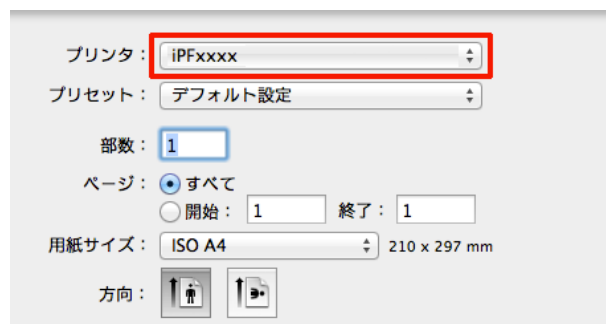 プリンタ： iPFxxxx
プリセット： デフォルト設定
部数： 1
ページ： すべて
開始： 1 終了： 1
用紙サイズ： ISO A4 210 x 297 mm
方向：